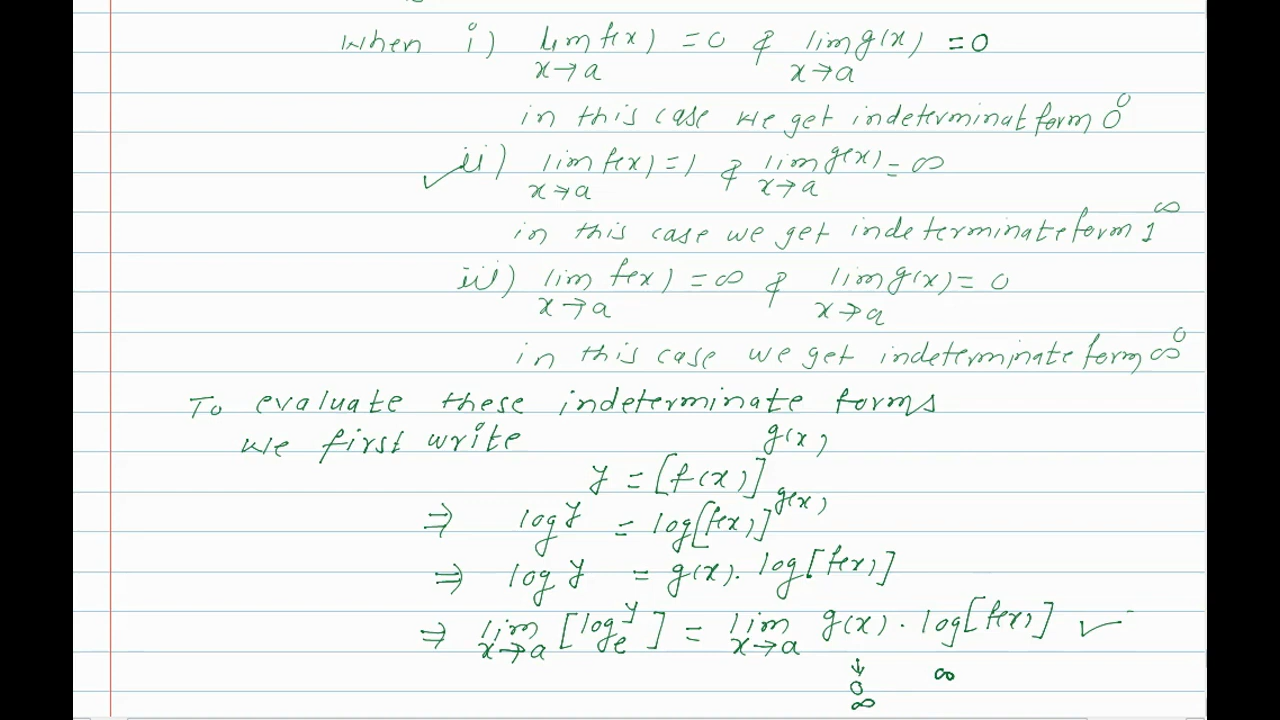 When i) lim f(x) = 0 & lim g(x) = 0
x→a x→a
in this case we get indeterminat form 0⁰
✓ ii) lim f(x) = 1 & lim g(x) = ∞
x→a x→a
in this case we get indeterminate form 1^∞
iii) lim f(x) = ∞ & lim g(x) = 0
x→a x→a
in this case we get indeterminate form ∞⁰
To evaluate these indeterminate forms
we first write
y = [f(x)]^g(x)
⇒ log y = log[f(x)]^g(x)
⇒ log y = g(x). log[f(x)]
⇒ lim [log_e y] = lim g(x) . log[f(x)] ✓
x→a x→a
↓
0 ∞
∞